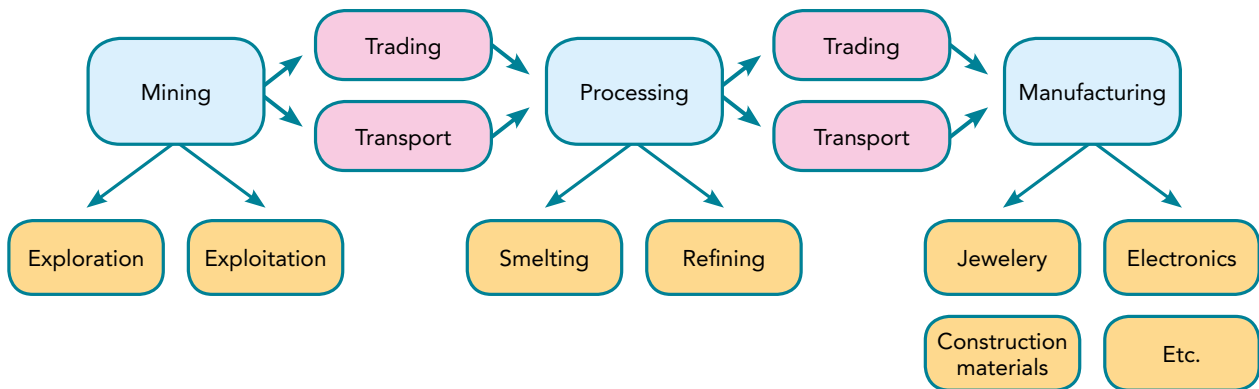 Trading
Trading
Mining
Processing
Manufacturing
Transport
Transport
Exploration
Exploitation
Smelting
Refining
Jewelery
Electronics
Construction
materials
Etc.